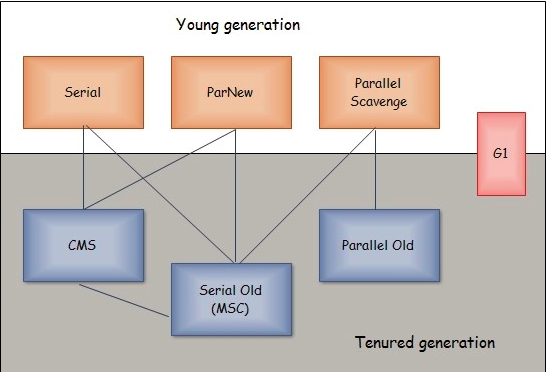 Young generation
Serial
ParNew
Parallel
Scavenge
G1
CMS
Serial Old
(MSC)
Parallel Old
Tenured generation